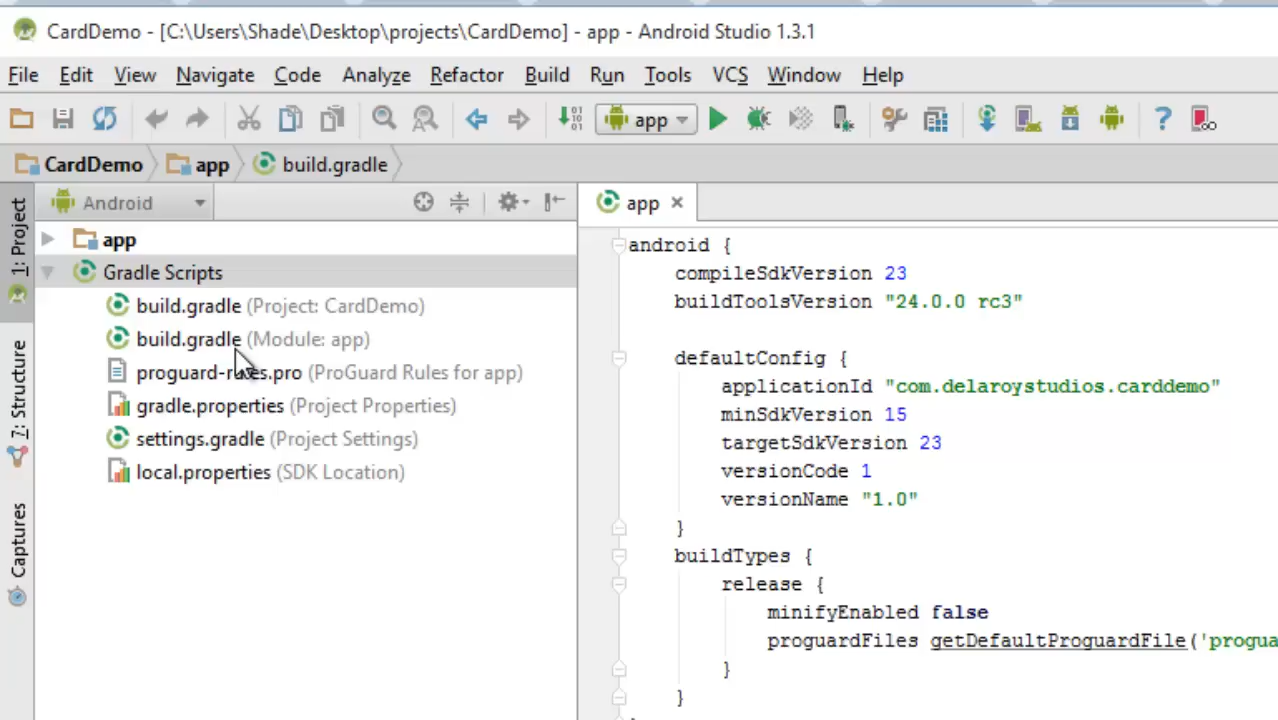 CardDemo - [C:\Users\Shade\Desktop\projects\CardDemo] - app - Android Studio 1.3.1
File Edit View Navigate Code Analyze Refactor Build Run Tools VCS Window Help
app
CardDemo app build.gradle
1: Project
7: Structure
Captures
Android
app
Gradle Scripts
build.gradle (Project: CardDemo)
build.gradle (Module: app)
proguard-rules.pro (ProGuard Rules for app)
gradle.properties (Project Properties)
settings.gradle (Project Settings)
local.properties (SDK Location)
app
android {
compileSdkVersion 23
buildToolsVersion "24.0.0 rc3"
defaultConfig {
applicationId "com.delaroystudios.carddemo"
minSdkVersion 15
targetSdkVersion 23
versionCode 1
versionName "1.0"
}
buildTypes {
release {
minifyEnabled false
proguardFiles getDefaultProguardFile('progua
}
}